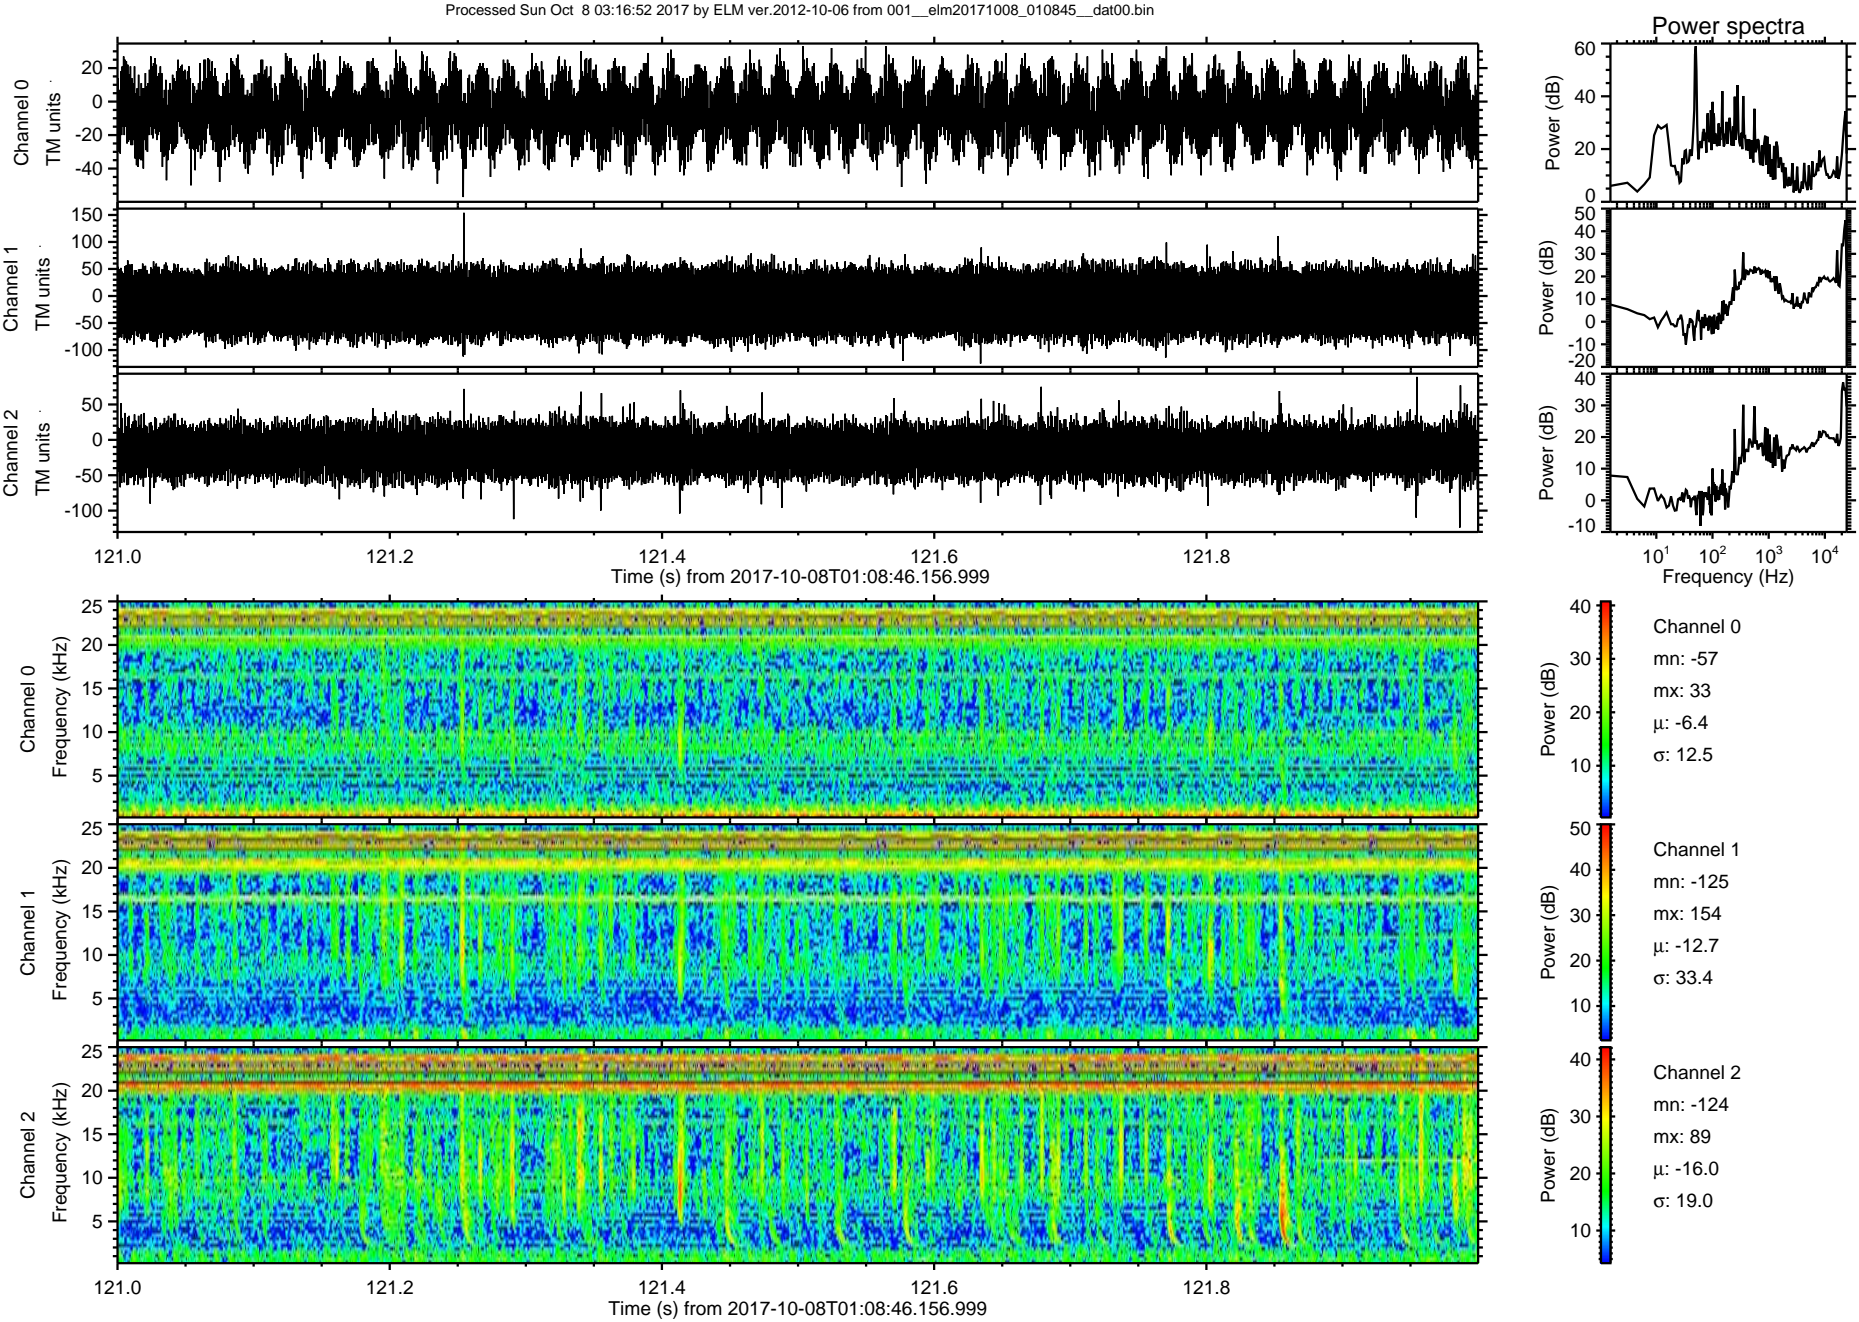 Processed Sun Oct  8 03:16:52 2017 by ELM ver.2012-10-06 from 001__elm20171008_010845__dat00.bin
Power spectra
Channel 0
TM units
20
0
-20
-40
Power (dB)
60
40
20
0
Channel 1
TM units
150
100
50
0
-50
-100
Power (dB)
50
40
30
20
10
0
-10
-20
Channel 2
TM units
50
0
-50
-100
Power (dB)
40
30
20
10
0
-10
121.0 121.2 121.4 121.6 121.8
Time (s) from 2017-10-08T01:08:46.156.999
10^1 10^2 10^3 10^4
Frequency (Hz)
Channel 0
Frequency (kHz)
25
20
15
10
5
Power (dB)
40
30
20
10
Channel 0
mn: -57
mx: 33
μ: -6.4
σ: 12.5
Channel 1
Frequency (kHz)
25
20
15
10
5
Power (dB)
50
40
30
20
10
Channel 1
mn: -125
mx: 154
μ: -12.7
σ: 33.4
Channel 2
Frequency (kHz)
25
20
15
10
5
Power (dB)
40
30
20
10
Channel 2
mn: -124
mx: 89
μ: -16.0
σ: 19.0
121.0 121.2 121.4 121.6 121.8
Time (s) from 2017-10-08T01:08:46.156.999